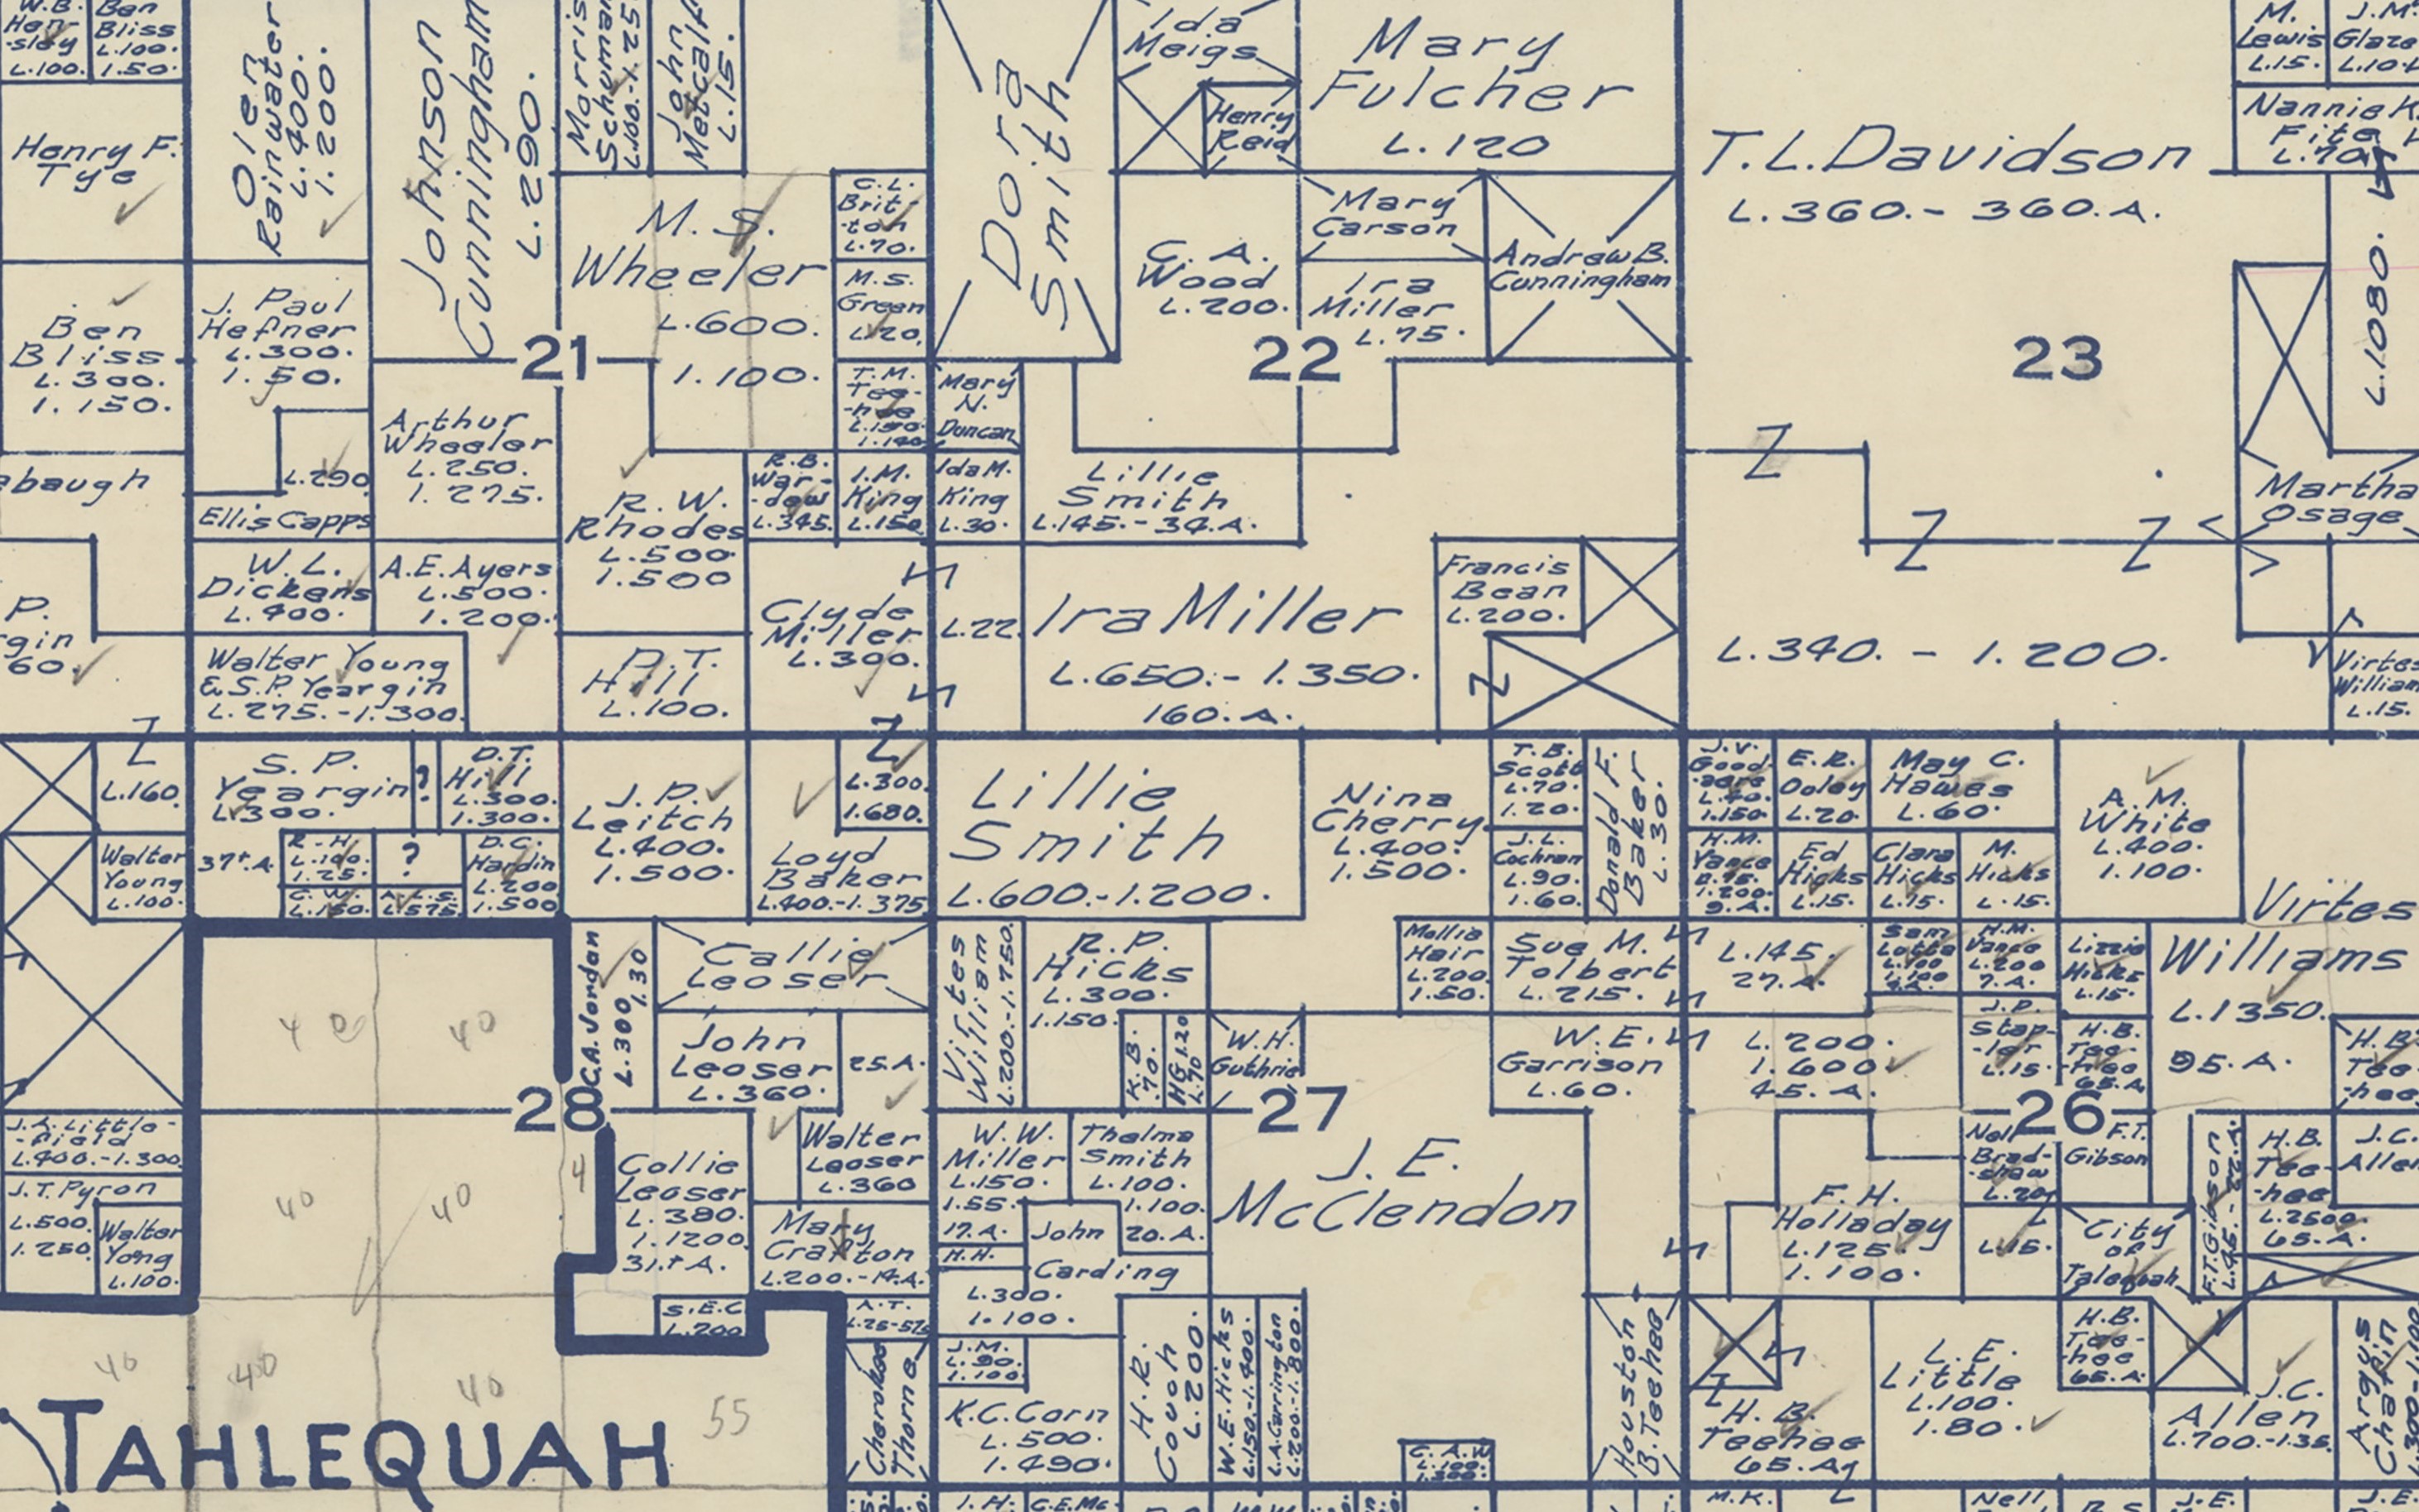 W.B.
Hen-
-sley
L.100.
Ben
Bliss
L.100.
1.50.
Olen
Rainwater
L.400.
1.200.
Johnson
Cunningham
L.290.
Morris
Schuman
L.100.-1.25
John
Metcalf
L.15.
Dora
Smith
Ida
Meigs
Henry
Reid
Mary
Fulcher
L.120
T.L.Davidson
L.360.- 360.A.
M.
Lewis
L.15.
J.M.
Glaze
L.10.
Nannie K.
Fite
L.70
L.1080.
Henry F.
Tye
M. S.
Wheeler
L.600.
1.100.
C.L.
Brit-
-ton
L.70.
M.S.
Green
L.20.
C. A.
Wood
L.200.
Mary
Carson
Ira
Miller
L.75.
Andrew B.
Cunningham
Ben
Bliss
L.300.
1.150.
J. Paul
Hefner
L.300.
1.50.
L.290
21
22
23
Arthur
Wheeler
L.250.
1.275.
T.M.
Tee-
-hee
Mary
N.
Duncan
abaugh
Ellis Capps
R. W.
Rhodes
L.500
1.500
R.B.
War-
-dow
L.345.
I.M.
King
L.150
Ida M.
King
L.30.
Lillie
Smith
L.145.-34.A.
Martha
Osage
P.
rgin
60.
W. L.
Dickens
L.400.
A.E.Ayers
L.500.
1.200.
Clyde
Miller
L.300.
L.22.
Ira Miller
L.650.-1.350.
160.A.
Francis
Bean
L.200.
L.340. - 1.200.
Virtes
William
L.15.
Walter Young
& S.P. Yeargin
L.275.-1.300.
D.T.
Hill
L.100.
L.160.
S. P.
Yeargin
L.300.
37+.A.
?
D.T.
Hill
L.300.
1.300.
J.P.
Leitch
L.400.
1.500.
L.300.
1.680.
Loyd
Baker
L.400.-1.375
Lillie
Smith
L.600.-1.200.
Nina
Cherry
L.400.
1.500.
T.B.
Scott
L.70.
1.20.
Donald F.
Baker
L.30.
J.V.
Good
-acre
1.150
E.R.
Ooley
L.20.
May C.
Hawes
L.60.
A.M.
White
L.400.
1.100.
Walter
Young
L.100.
R.H.
L.100.
1.25.
?
D.C.
Hardin
L.200
1.500
C.W.
L.150.
A.L.S.
L.575.
J.L.
Cochran
L.90.
1.60.
H.M.
Vance
1.200
9.A.
Ed
Hicks
L.15.
Clara
Hicks
L.15.
M.
Hicks
L.15.
Virtes
Williams
L.1350.
95.A.
C.A.Jordan
L.300
1.30
Callie
Leoser
Virtes
William
L.200.-1.750.
R.P.
Hicks
L.300.
1.150.
Mollie
Hair
L.200.
1.50.
Sue M.
Tolbert
L.215.
L.145.
27.A.
Sam
Lotta
L.100
H.M.
Vance
L.200
7.A.
Lizzie
Hicks
L.15.
40
40
John
Leoser
L.360.
25.A.
K.B.
.70.
HG 1.20
L.70
W.H.
Guthrie
W. E.
Garrison
L.60.
L.200.
1.600
45.A.
J.P.
Stap-
-ler
L.15.
H.B.
Tee-
-hee
65.A.
H.B.
Tee
-hee
28
27
26
J.A.Little-
-field
L.400.-1.300.
J.T.Pyron
L.500.
1.250.
Walter
Yong
L.100.
40
40
4
Collie
Leoser
L.380.
1.1200.
31.+A.
Walter
Leoser
L.360
Mary
Crafton
L.200.-14.A.
W.W.
Miller
L.150.
1.55.
17.A.
Thelma
Smith
L.100.
1.100.
20.A.
John
Carding
H.H.
L.300.
1.100.
J. E.
McClendon
F. H.
Holladay
L.125.
1.100.
Nell
Brad-
-shaw
L.20.
F.T.
Gibson
L.15.
City
of
Talequah
F.T.Gibson
L.45.-22.A.
H.B.
Tee-
-hee
L.2500.
65.A.
J.C.
Allen
S.E.C
L.200
A.T.
L.25-575
J.M.
L.90.
1.100.
40
40
40
55
TAHLEQUAH
Cherokee
Thorne
K.C.Corn
L.500.
1.490.
H.R.
Couch
L.200.
W.E.Hicks
L.150.-1.400.
L.A.Carrington
L.200.-1.800.
C.A.W
L.100.
Houston
B.Teehee
H.B.
Teehee
65.A
L.E.
Little
L.100.
1.80.
H.B.
Tee-
-hee
65.A.
J.C.
Allen
L.700.-1.35.
Argus
Chafin
L.300-1.100
I.H.
C.E.Mc-
M.K.
Nell
J.E.